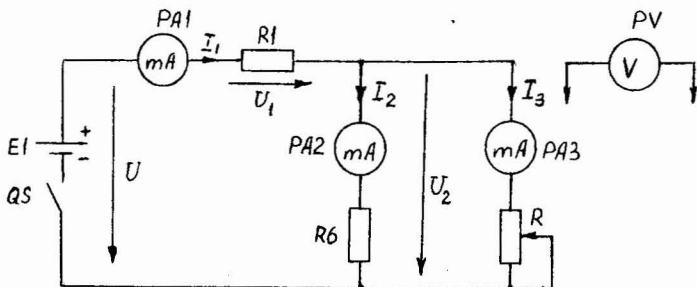 PA1
mA
I₁
R1
U₁
PV
V
I₂
I₃
E1
+
-
U
PA2
mA
U₂
mA
PA3
QS
R6
R